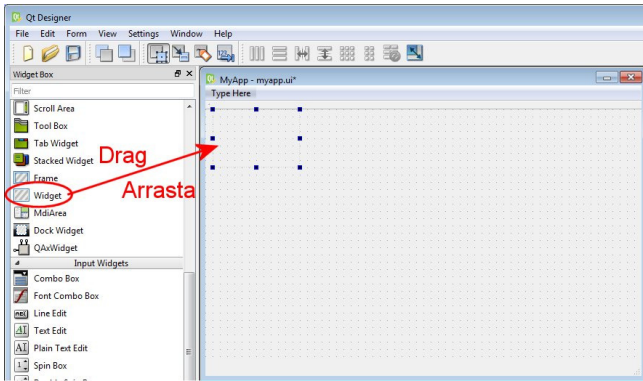 Qt Designer
File Edit Form View Settings Window Help
Widget Box
Filter
Scroll Area
Tool Box
Tab Widget
Stacked Widget
Frame
Widget
MdiArea
Dock Widget
QAxWidget
Input Widgets
Combo Box
Font Combo Box
Line Edit
Text Edit
Plain Text Edit
Spin Box
Drag
Arrasta
MyApp - myapp.ui*
Type Here